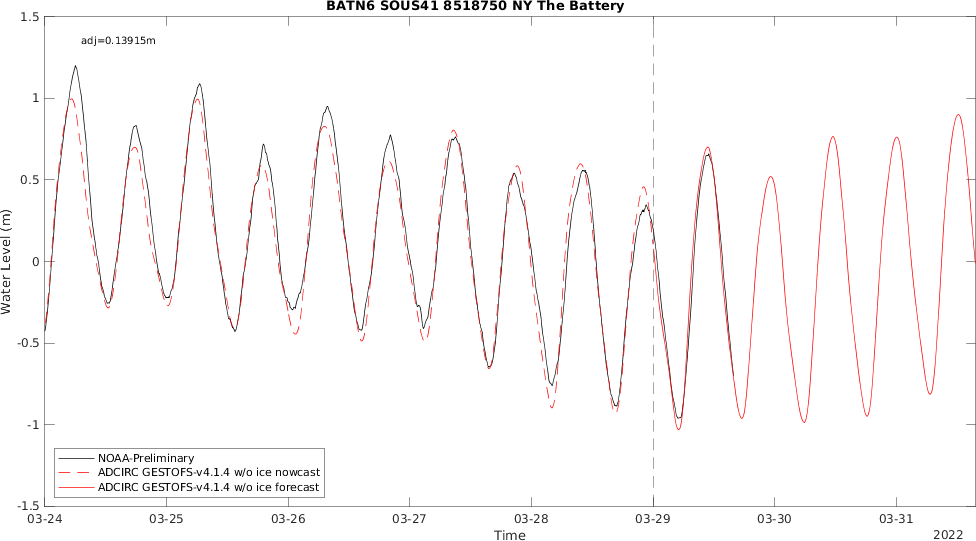 BATN6 SOUS41 8518750 NY The Battery
adj=0.13915m
1.5
1
0.5
0
-0.5
-1
-1.5
Water Level (m)
NOAA-Preliminary
ADCIRC GESTOFS-v4.1.4 w/o ice nowcast
ADCIRC GESTOFS-v4.1.4 w/o ice forecast
03-24 03-25 03-26 03-27 03-28 03-29 03-30 03-31
Time
2022